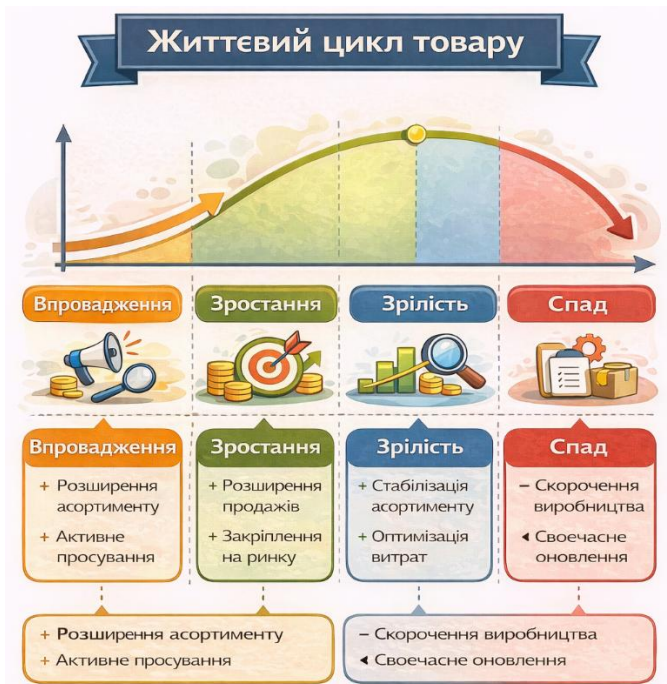 Життєвий цикл товару
Впровадження
Зростання
Зрілість
Спад
Впровадження
+ Розширення
асортименту
+ Активне
просування
Зростання
+ Розширення
продажів
+ Закріплення
на ринку
Зрілість
+ Стабілізація
асортименту
+ Оптимізація
витрат
Спад
– Скорочення
виробництва
◂ Своєчасне
оновлення
+ Розширення асортименту
+ Активне просування
– Скорочення виробництва
◂ Своєчасне оновлення